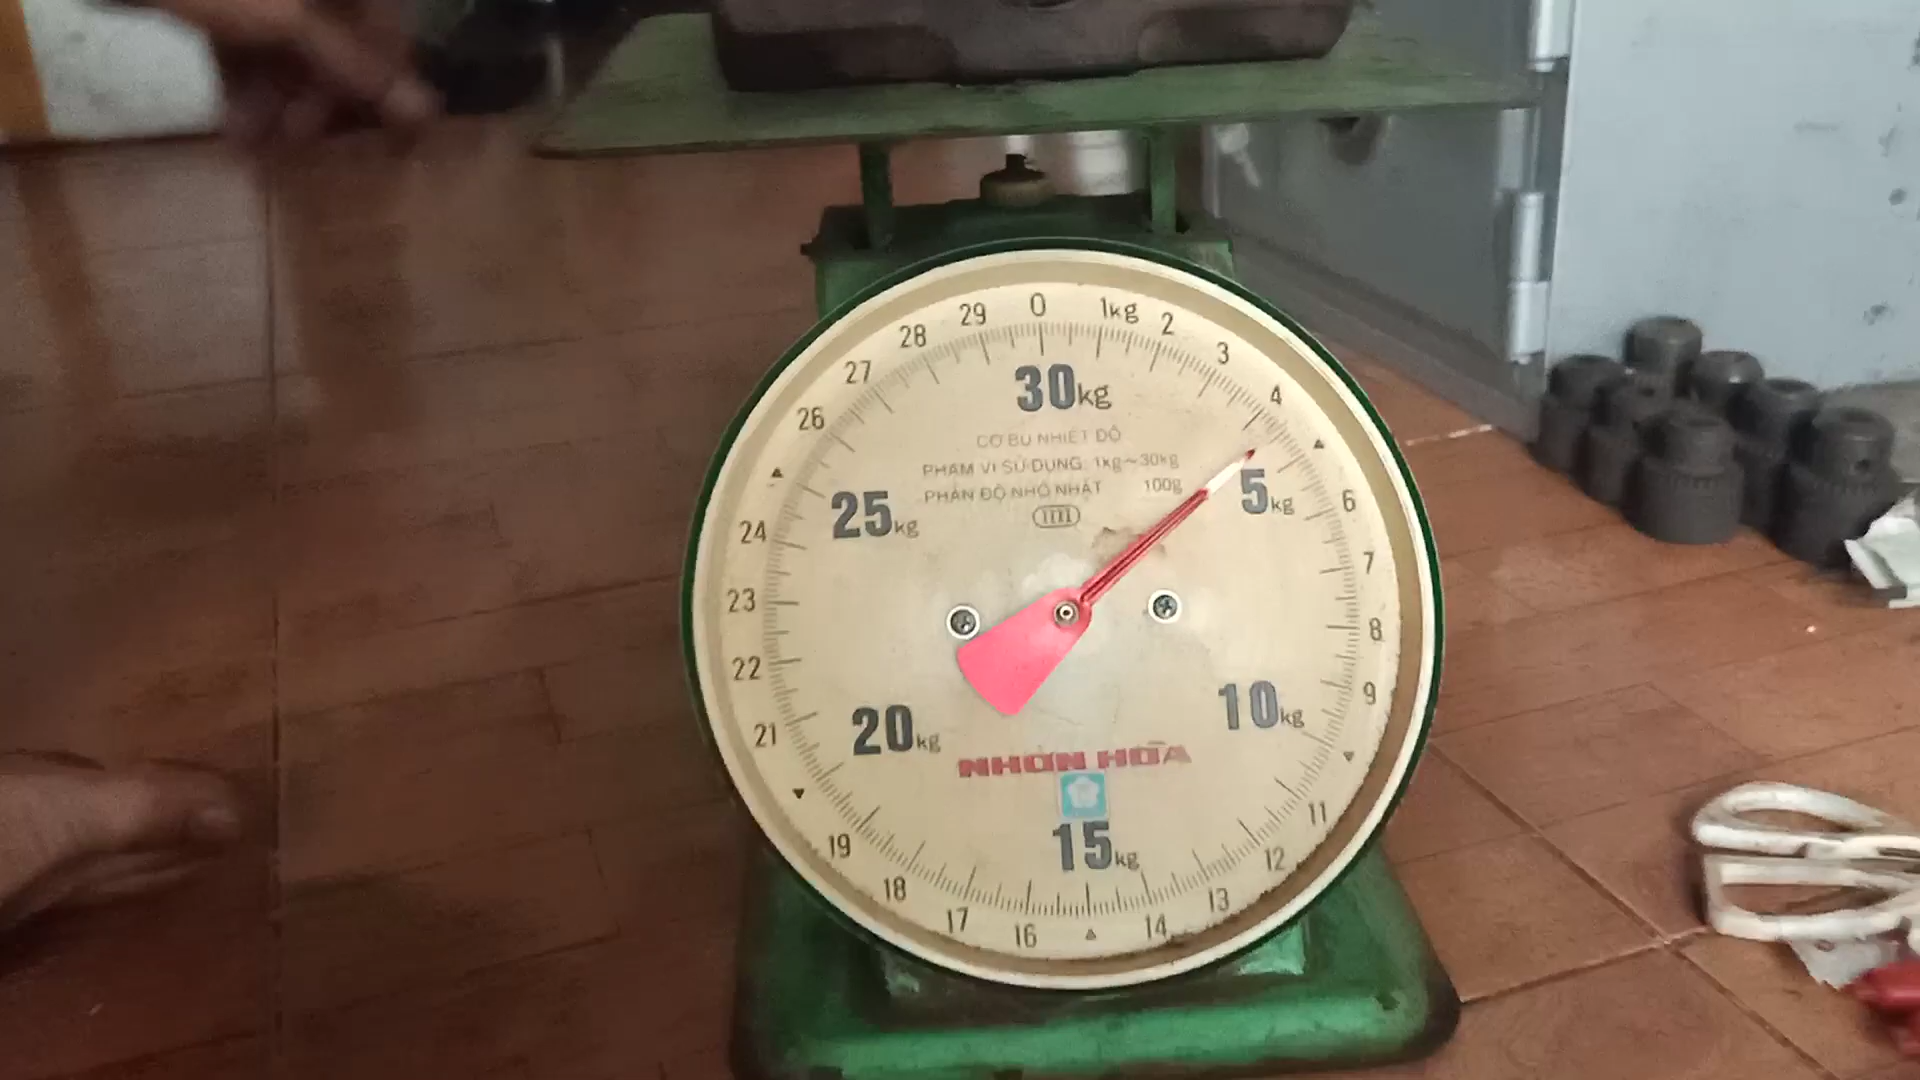 0
1kg
2
3
4
6
7
8
9
11
12
13
14
16
17
18
19
21
22
23
24
26
27
28
29
30kg
CƠ BÙ NHIỆT ĐỘ
PHẠM VI SỬ DỤNG: 1kg~30kg
PHÂN ĐỘ NHỎ NHẤT 100g
IIII
5kg
25kg
10kg
20kg
NHƠN HÒA
15kg